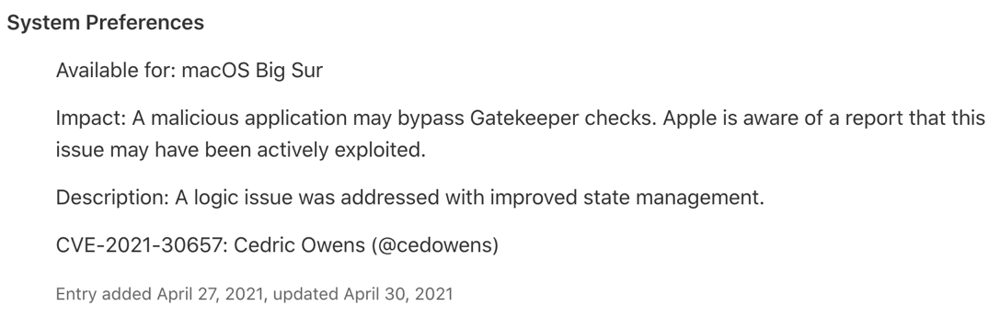 System Preferences
Available for: macOS Big Sur
Impact: A malicious application may bypass Gatekeeper checks. Apple is aware of a report that this
issue may have been actively exploited.
Description: A logic issue was addressed with improved state management.
CVE-2021-30657: Cedric Owens (@cedowens)
Entry added April 27, 2021, updated April 30, 2021